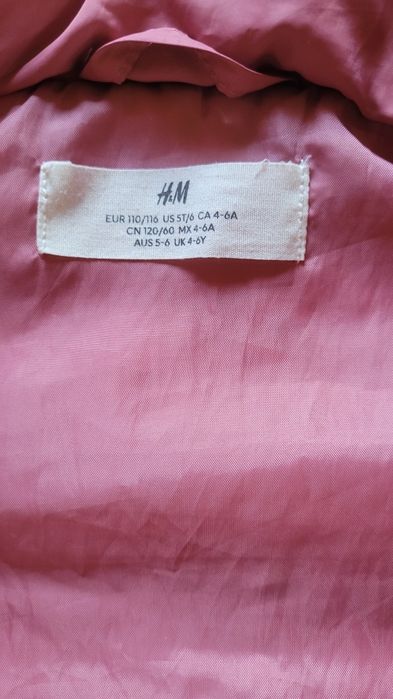 H&M
EUR 110/116 US 5T/6 CA 4-6A
CN 120/60 MX 4-6A
AUS 5-6 UK 4-6Y